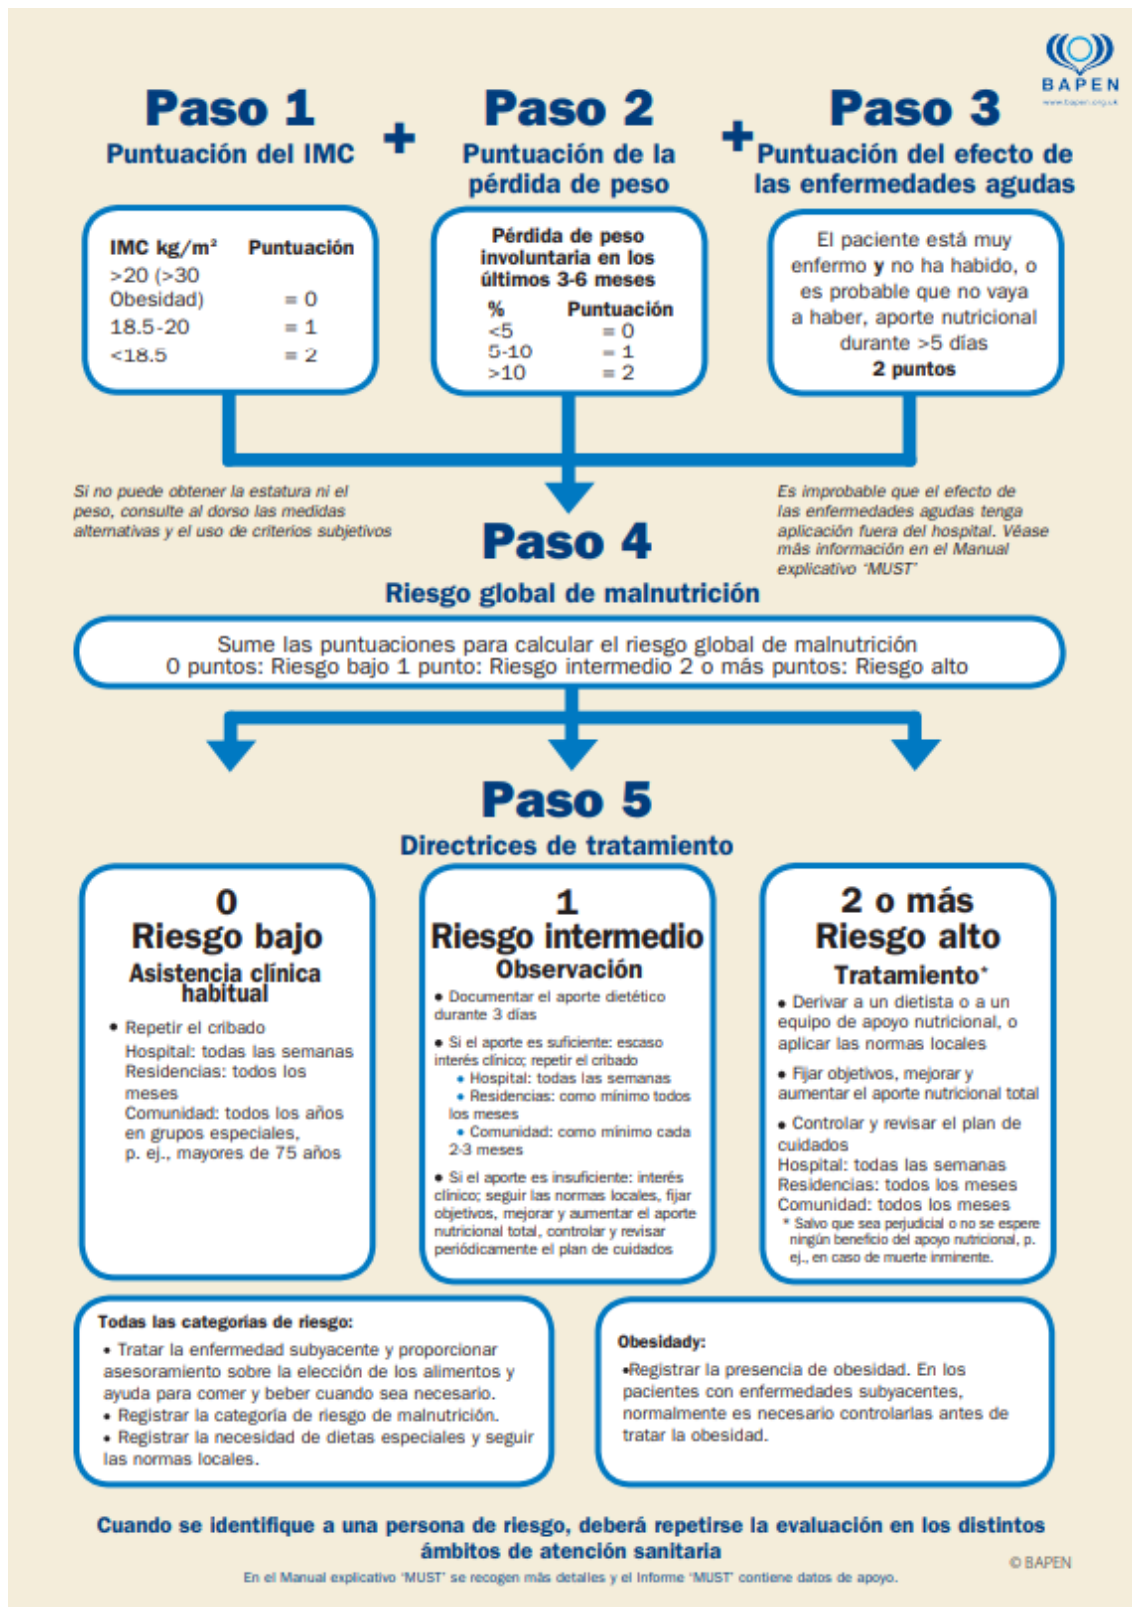 BAPEN
www.bapen.org.uk
Paso 1
Puntuación del IMC
+
Paso 2
Puntuación de la
pérdida de peso
+
Paso 3
Puntuación del efecto de
las enfermedades agudas
IMC kg/m² Puntuación
>20 (>30
Obesidad) = 0
18.5-20 = 1
<18.5 = 2
Pérdida de peso
involuntaria en los
últimos 3-6 meses
% Puntuación
<5 = 0
5-10 = 1
>10 = 2
El paciente está muy
enfermo y no ha habido, o
es probable que no vaya
a haber, aporte nutricional
durante >5 días
2 puntos
Si no puede obtener la estatura ni el
peso, consulte al dorso las medidas
alternativas y el uso de criterios subjetivos
Es improbable que el efecto de
las enfermedades agudas tenga
aplicación fuera del hospital. Véase
más información en el Manual
explicativo ‘MUST’
Paso 4
Riesgo global de malnutrición
Sume las puntuaciones para calcular el riesgo global de malnutrición
0 puntos: Riesgo bajo 1 punto: Riesgo intermedio 2 o más puntos: Riesgo alto
Paso 5
Directrices de tratamiento
0
Riesgo bajo
Asistencia clínica
habitual
• Repetir el cribado
Hospital: todas las semanas
Residencias: todos los
meses
Comunidad: todos los años
en grupos especiales,
p. ej., mayores de 75 años
1
Riesgo intermedio
Observación
• Documentar el aporte dietético
durante 3 días
• Si el aporte es suficiente: escaso
interés clínico; repetir el cribado
• Hospital: todas las semanas
• Residencias: como mínimo todos
los meses
• Comunidad: como mínimo cada
2-3 meses
• Si el aporte es insuficiente: interés
clínico; seguir las normas locales, fijar
objetivos, mejorar y aumentar el aporte
nutricional total, controlar y revisar
periódicamente el plan de cuidados
2 o más
Riesgo alto
Tratamiento*
• Derivar a un dietista o a un
equipo de apoyo nutricional, o
aplicar las normas locales
• Fijar objetivos, mejorar y
aumentar el aporte nutricional total
• Controlar y revisar el plan de
cuidados
Hospital: todas las semanas
Residencias: todos los meses
Comunidad: todos los meses
* Salvo que sea perjudicial o no se espere
ningún beneficio del apoyo nutricional, p.
ej., en caso de muerte inminente.
Todas las categorías de riesgo:
• Tratar la enfermedad subyacente y proporcionar
asesoramiento sobre la elección de los alimentos y
ayuda para comer y beber cuando sea necesario.
• Registrar la categoría de riesgo de malnutrición.
• Registrar la necesidad de dietas especiales y seguir
las normas locales.
Obesidady:
•Registrar la presencia de obesidad. En los
pacientes con enfermedades subyacentes,
normalmente es necesario controlarlas antes de
tratar la obesidad.
Cuando se identifique a una persona de riesgo, deberá repetirse la evaluación en los distintos
ámbitos de atención sanitaria
En el Manual explicativo ‘MUST’ se recogen más detalles y el Informe ‘MUST’ contiene datos de apoyo.
© BAPEN